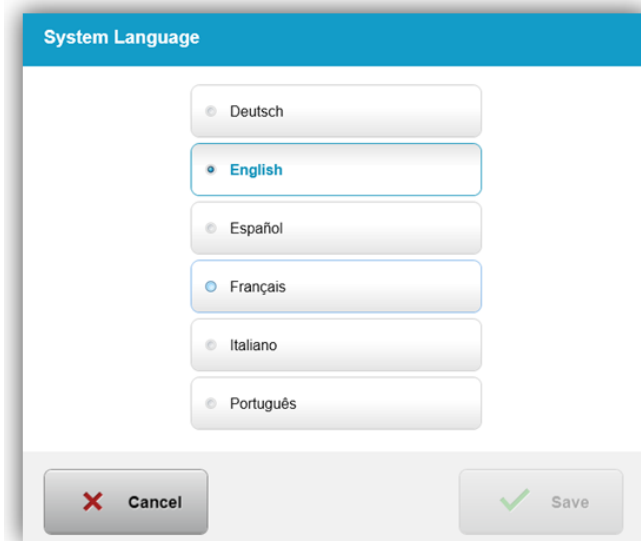 System Language
Deutsch
English
Español
Français
Italiano
Português
Cancel
Save